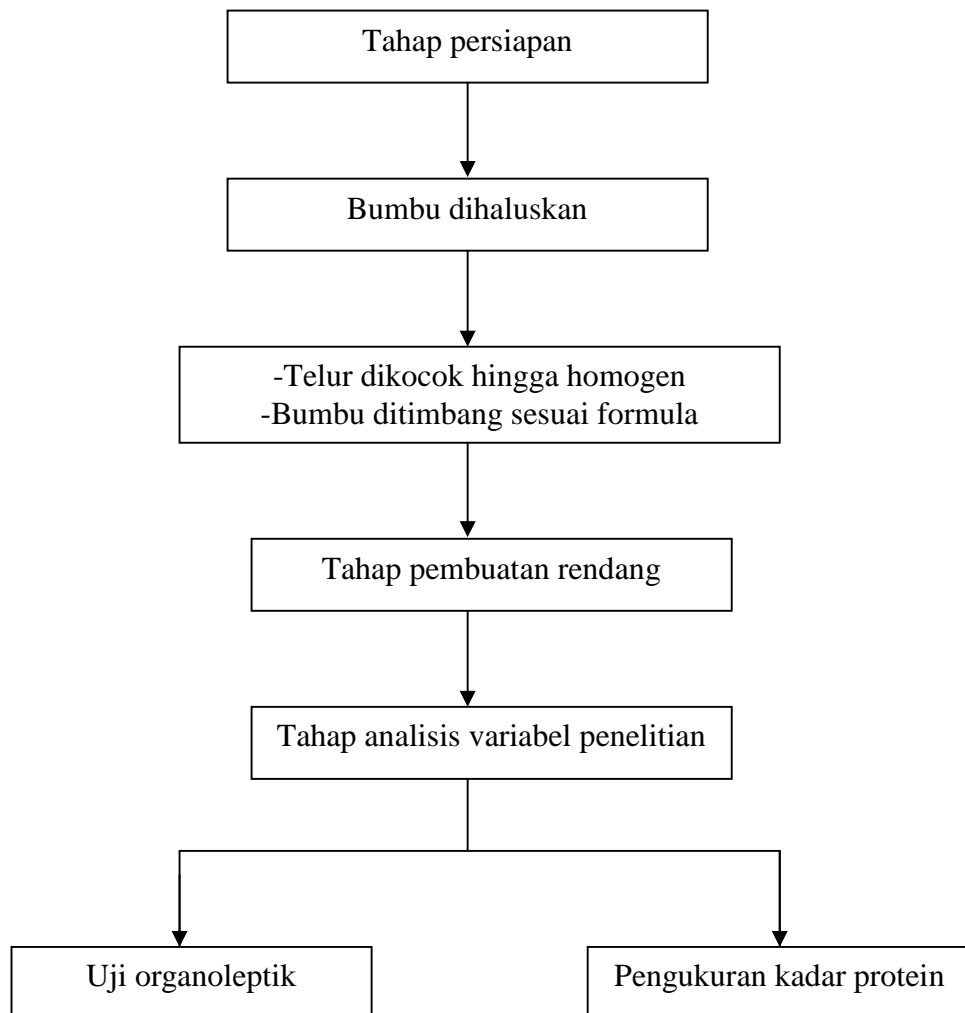 Tahap persiapan
Bumbu dihaluskan
-Telur dikocok hingga homogen
-Bumbu ditimbang sesuai formula
Tahap pembuatan rendang
Tahap analisis variabel penelitian
Uji organoleptik
Pengukuran kadar protein